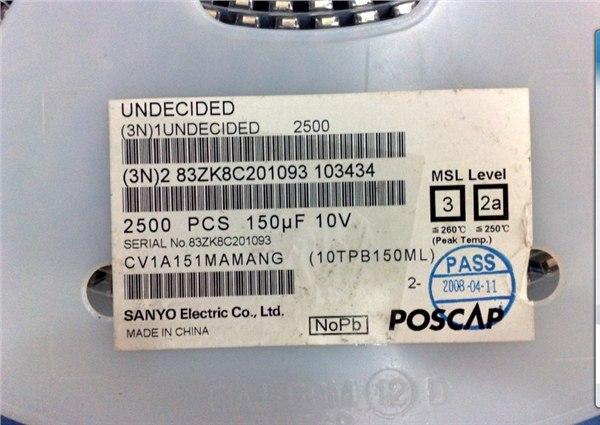 UNDECIDED
(3N)1UNDECIDED 2500
(3N)2 83ZK8C201093 103434
2500 PCS 150µF 10V
SERIAL No.83ZK8C201093
CV1A151MAMANG (10TPB150ML)
SANYO Electric Co., Ltd.
MADE IN CHINA
NoPb
MSL Level
3 2a
≦260℃ ≦250℃
(Peak Temp.)
2-
PASS
2008-04-11
POSCAP
12